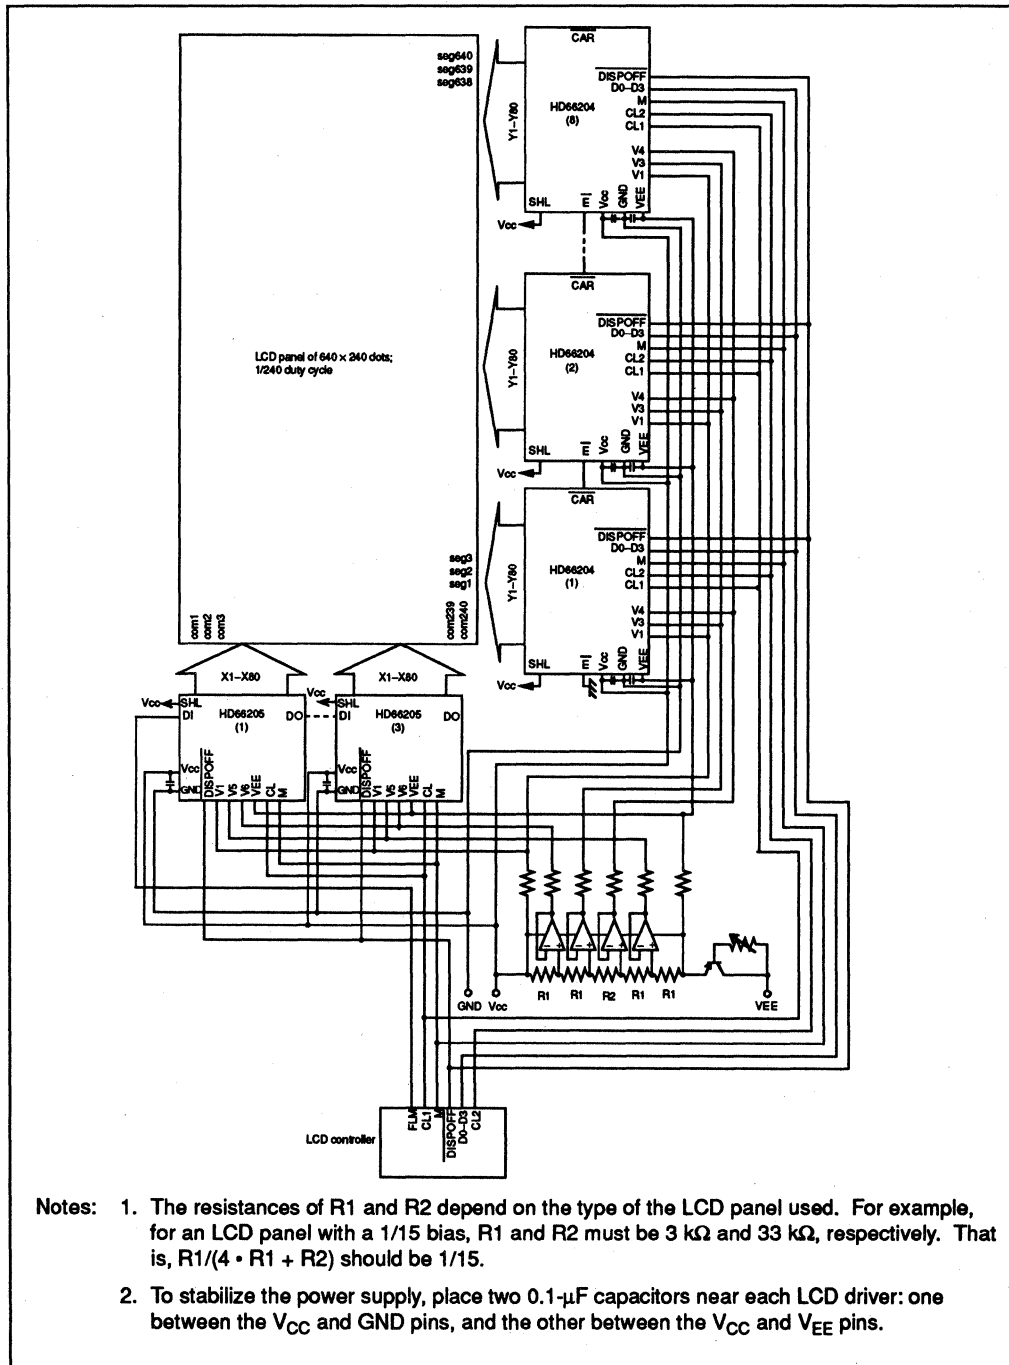 CAR
seg640
seg639
seg638
Y1–Y80
HD66204
(8)
DISPOFF
D0–D3
M
CL2
CL1
V4
V3
V1
SHL
E
Vcc
GND
VEE
Vcc
CAR
LCD panel of 640 × 240 dots;
1/240 duty cycle
Y1–Y80
HD66204
(2)
DISPOFF
D0–D3
M
CL2
CL1
V4
V3
V1
SHL
E
Vcc
GND
VEE
Vcc
CAR
seg3
seg2
seg1
Y1–Y80
HD66204
(1)
DISPOFF
D0–D3
M
CL2
CL1
V4
V3
V1
SHL
E
Vcc
GND
VEE
Vcc
com1
com2
com3
com239
com240
X1–X80
X1–X80
Vcc
SHL
DI
HD66205
(1)
DO
Vcc
GND
DISPOFF
V1
V5
V6
VEE
CL
M
Vcc
SHL
DI
HD66205
(3)
DO
Vcc
GND
DISPOFF
V1
V5
V6
VEE
CL
M
– +
– +
– +
– +
R1
R1
R2
R1
R1
GND
Vcc
VEE
LCD controller
FLM
CL1
M
DISPOFF
D0–D3
CL2
Notes: 1. The resistances of R1 and R2 depend on the type of the LCD panel used. For example,
for an LCD panel with a 1/15 bias, R1 and R2 must be 3 kΩ and 33 kΩ, respectively. That
is, R1/(4 • R1 + R2) should be 1/15.
2. To stabilize the power supply, place two 0.1-µF capacitors near each LCD driver: one
between the VCC and GND pins, and the other between the VCC and VEE pins.